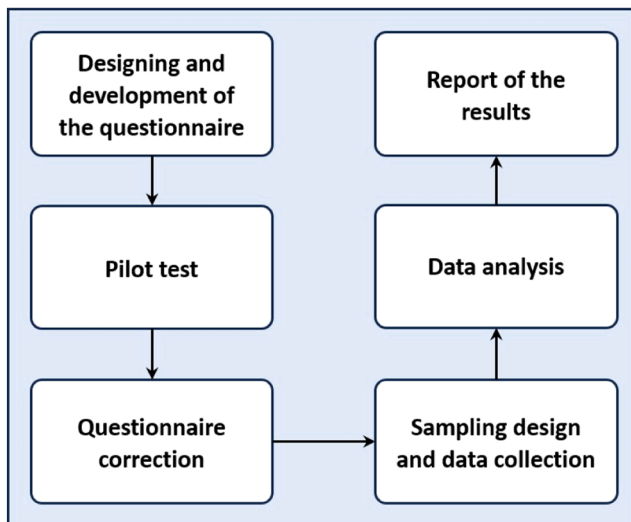 Designing and
development of
the questionnaire
Pilot test
Questionnaire
correction
Sampling design
and data collection
Data analysis
Report of the
results